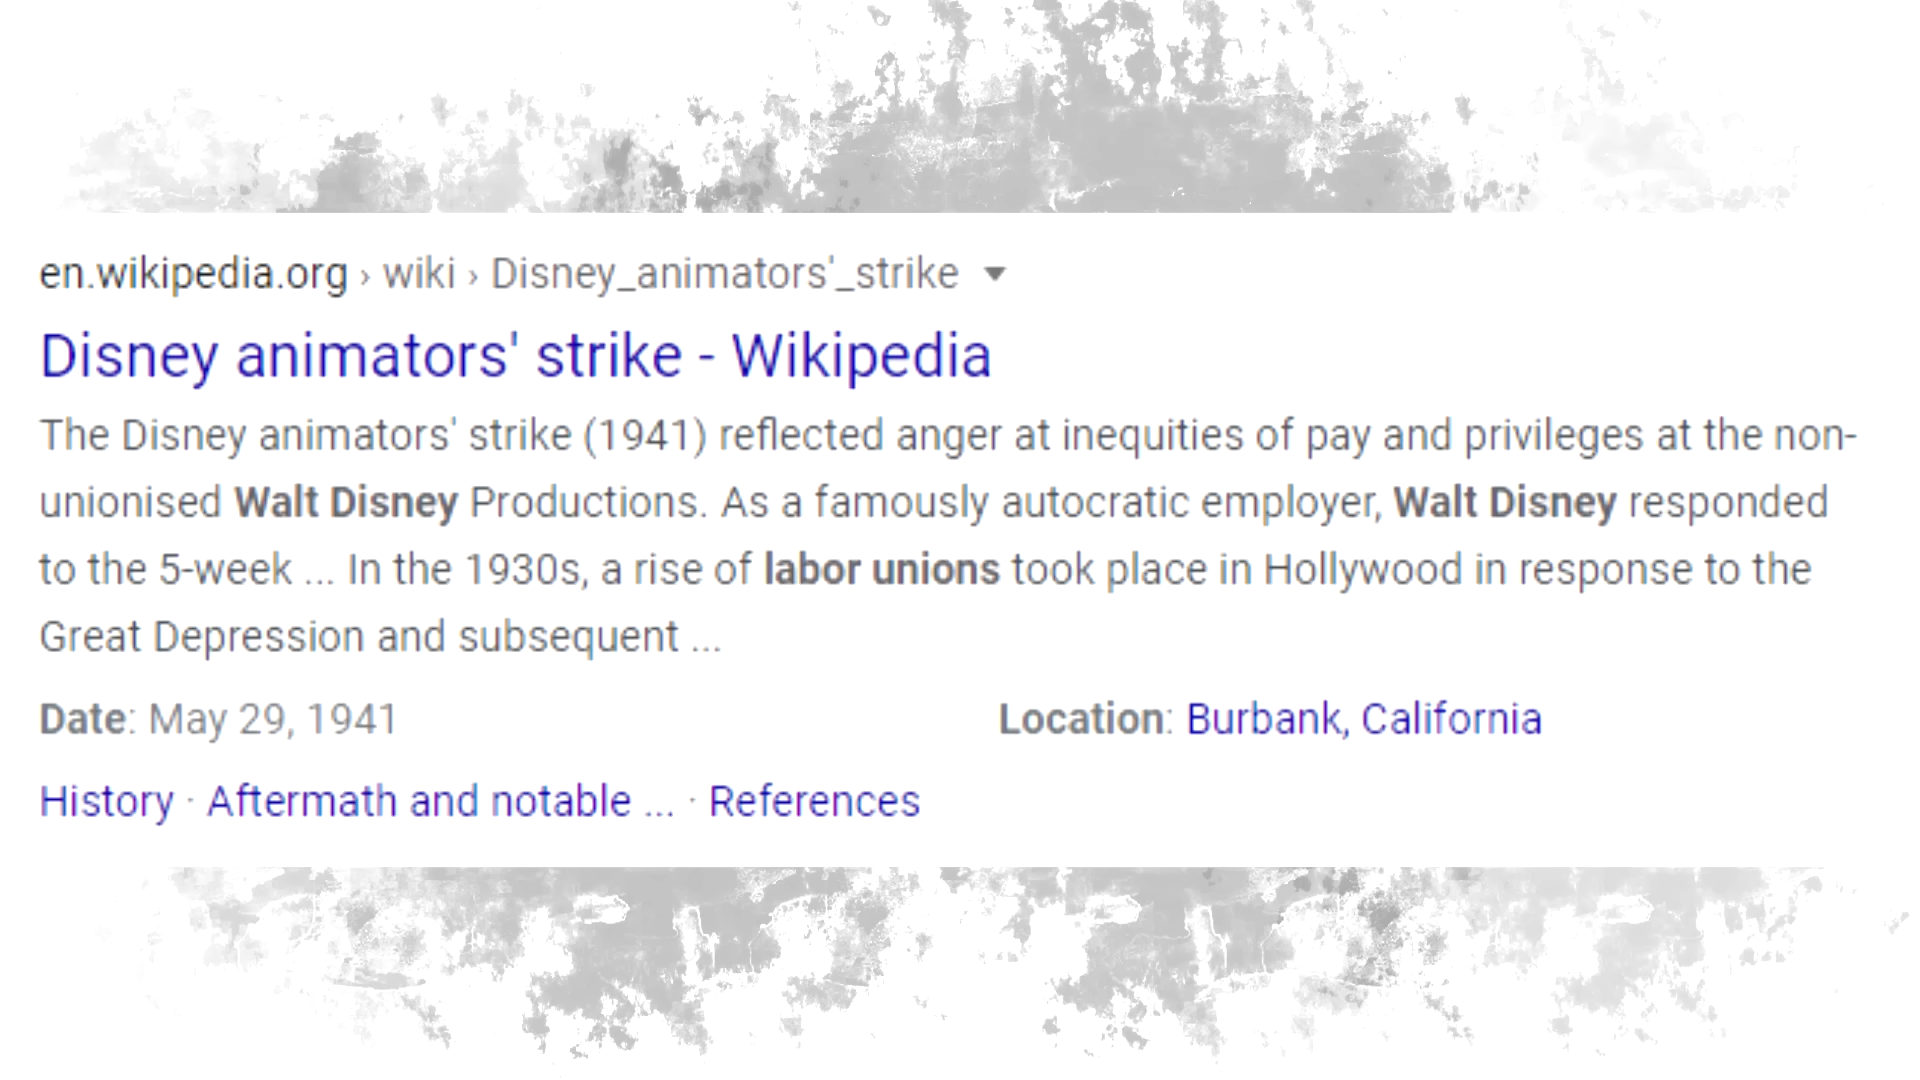 en.wikipedia.org › wiki › Disney_animators'_strike
Disney animators' strike - Wikipedia
The Disney animators' strike (1941) reflected anger at inequities of pay and privileges at the non-
unionised Walt Disney Productions. As a famously autocratic employer, Walt Disney responded
to the 5-week ... In the 1930s, a rise of labor unions took place in Hollywood in response to the
Great Depression and subsequent ...
Date: May 29, 1941 Location: Burbank, California
History · Aftermath and notable ... · References